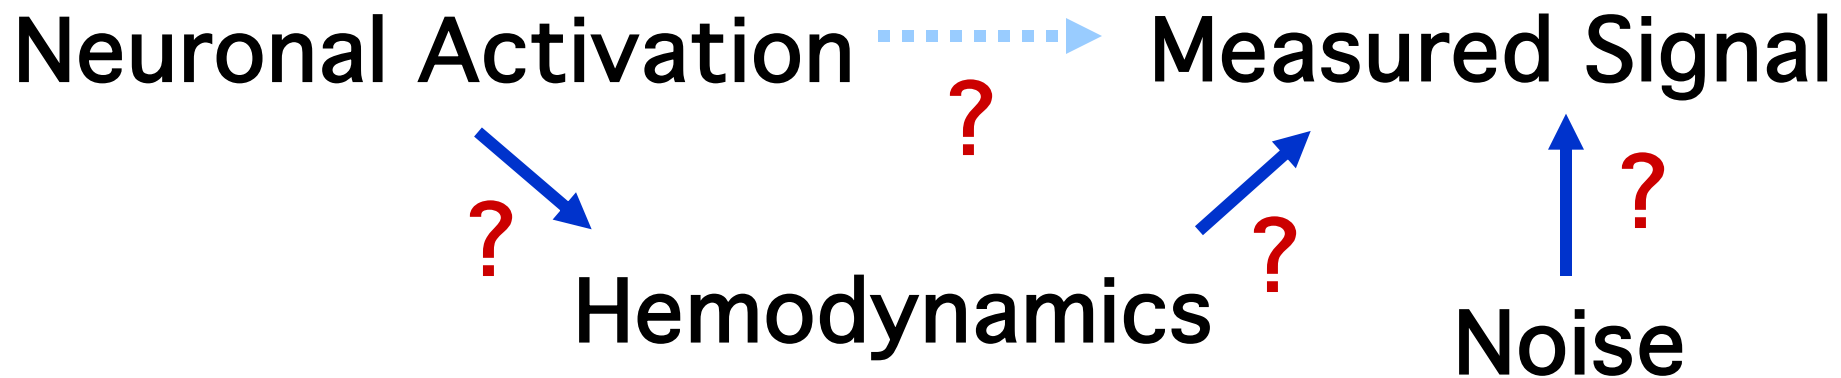 Neuronal Activation
Measured Signal
?
?
?
?
Hemodynamics
Noise